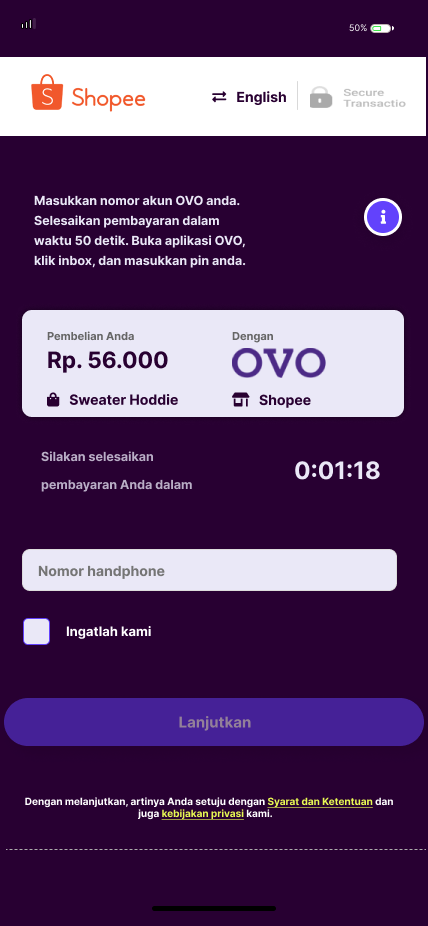 50%
Shopee
English
Secure
Transactio
Masukkan nomor akun OVO anda.
Selesaikan pembayaran dalam
waktu 50 detik. Buka aplikasi OVO,
klik inbox, dan masukkan pin anda.
Pembelian Anda
Rp. 56.000
Sweater Hoddie
Dengan
OVO
Shopee
Silakan selesaikan
pembayaran Anda dalam
0:01:18
Nomor handphone
Ingatlah kami
Lanjutkan
Dengan melanjutkan, artinya Anda setuju dengan Syarat dan Ketentuan dan
juga kebijakan privasi kami.